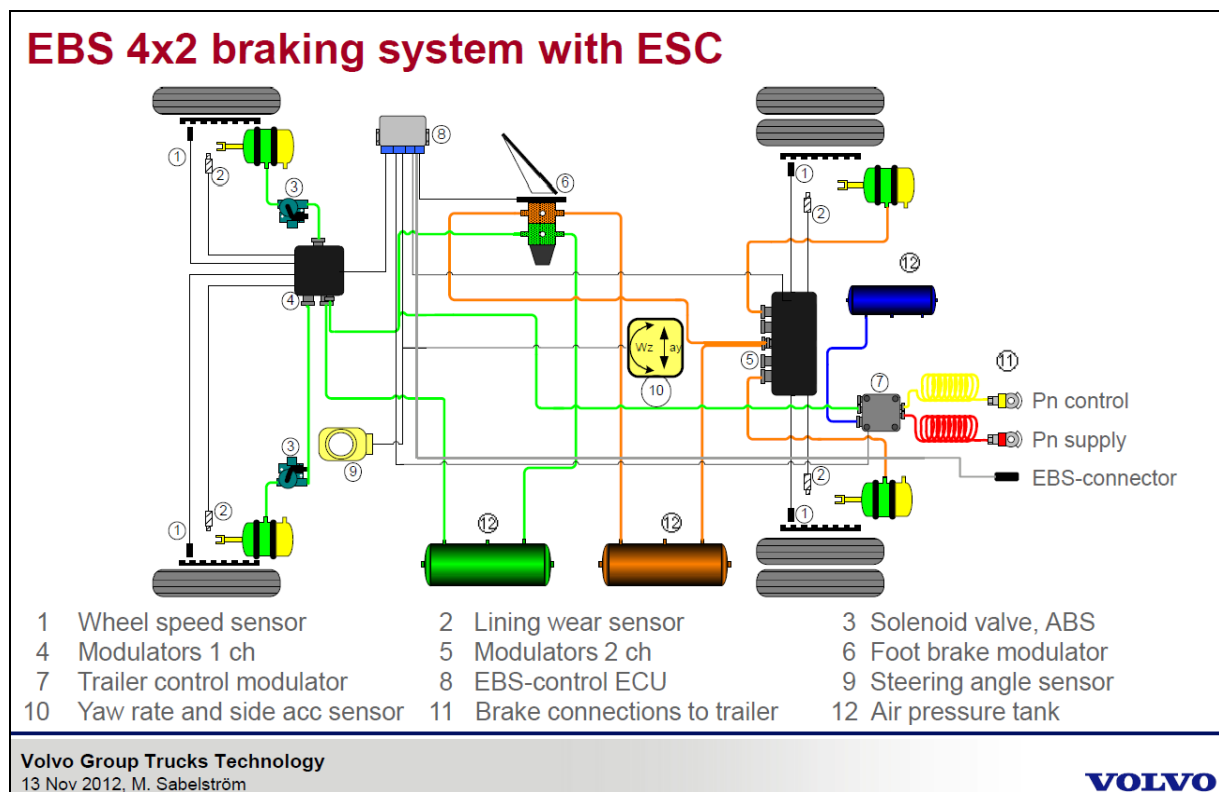 EBS 4x2 braking system with ESC
1
2
3
8
6
1
2
12
4
Wz
ay
5
10
7
11
Pn control
Pn supply
3
9
2
EBS-connector
2
1
12
12
1
1 Wheel speed sensor
2 Lining wear sensor
3 Solenoid valve, ABS
4 Modulators 1 ch
5 Modulators 2 ch
6 Foot brake modulator
7 Trailer control modulator
8 EBS-control ECU
9 Steering angle sensor
10 Yaw rate and side acc sensor
11 Brake connections to trailer
12 Air pressure tank
Volvo Group Trucks Technology
13 Nov 2012, M. Sabelström
VOLVO